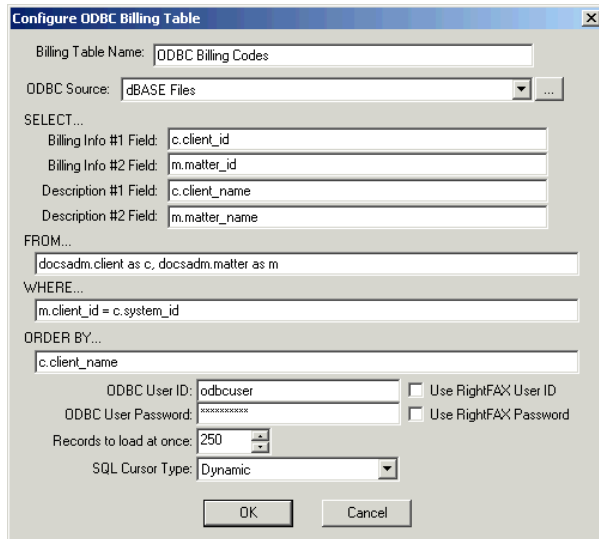 Configure ODBC Billing Table
Billing Table Name: ODBC Billing Codes
ODBC Source: dBASE Files ...
SELECT...
Billing Info #1 Field: c.client_id
Billing Info #2 Field: m.matter_id
Description #1 Field: c.client_name
Description #2 Field: m.matter_name
FROM...
docsadm.client as c, docsadm.matter as m
WHERE...
m.client_id = c.system_id
ORDER BY...
c.client_name
ODBC User ID: odbcuser Use RightFAX User ID
ODBC User Password: ********** Use RightFAX Password
Records to load at once: 250
SQL Cursor Type: Dynamic
OK Cancel